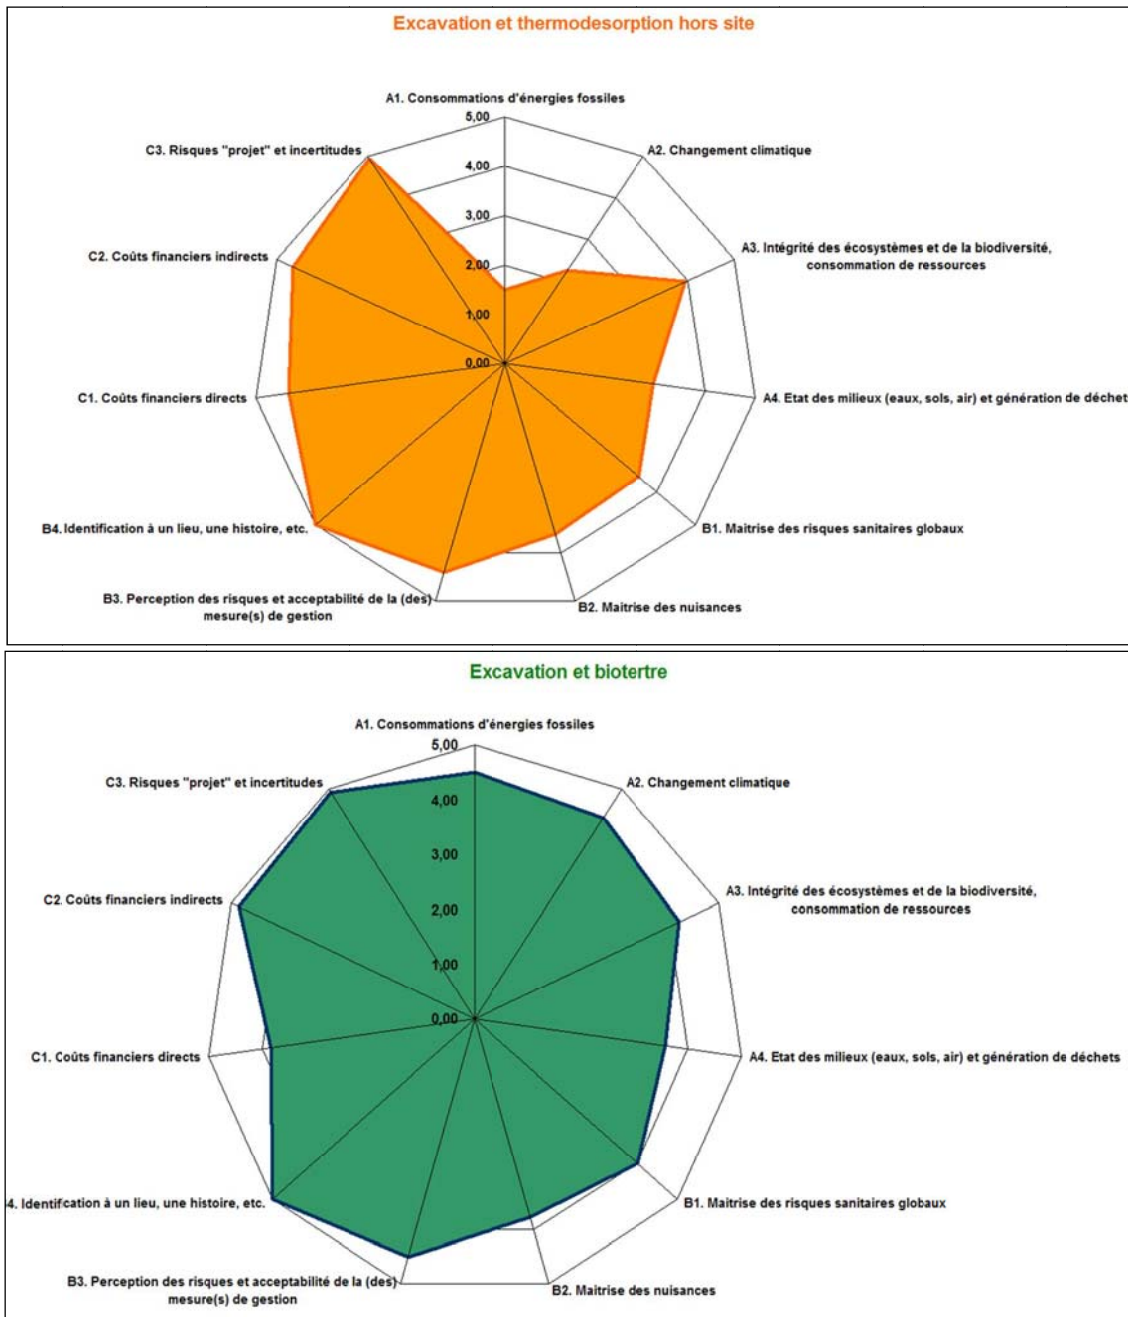 Excavation et thermodesorption hors site
A1. Consommations d'énergies fossiles
5,00
C3. Risques "projet" et incertitudes
A2. Changement climatique
4,00
3,00
C2. Coûts financiers indirects
A3. Intégrité des écosystèmes et de la biodiversité,
consommation de ressources
2,00
1,00
0,00
C1. Coûts financiers directs
A4. Etat des milieux (eaux, sols, air) et génération de déchets
B4. Identification à un lieu, une histoire, etc.
B1. Maitrise des risques sanitaires globaux
B3. Perception des risques et acceptabilité de la (des)
mesure(s) de gestion
B2. Maitrise des nuisances
Excavation et biotertre
A1. Consommations d'énergies fossiles
5,00
C3. Risques "projet" et incertitudes
A2. Changement climatique
4,00
3,00
C2. Coûts financiers indirects
A3. Intégrité des écosystèmes et de la biodiversité,
consommation de ressources
2,00
1,00
0,00
C1. Coûts financiers directs
A4. Etat des milieux (eaux, sols, air) et génération de déchets
4. Identification à un lieu, une histoire, etc.
B1. Maitrise des risques sanitaires globaux
B3. Perception des risques et acceptabilité de la (des)
mesure(s) de gestion
B2. Maitrise des nuisances